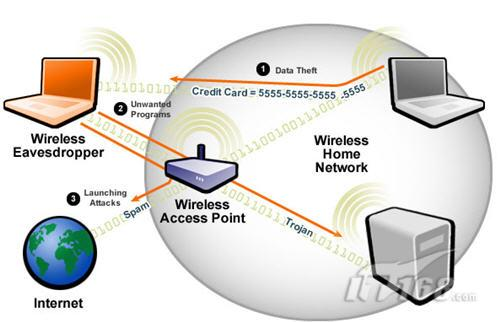 1 Data Theft
Credit Card = 5555-5555-5555 -5555
2 Unwanted
Programs
Wireless
Eavesdropper
Wireless
Home
Network
3 Launching
Attacks
Spam
Wireless
Access Point
Trojan
Internet
IT168.com